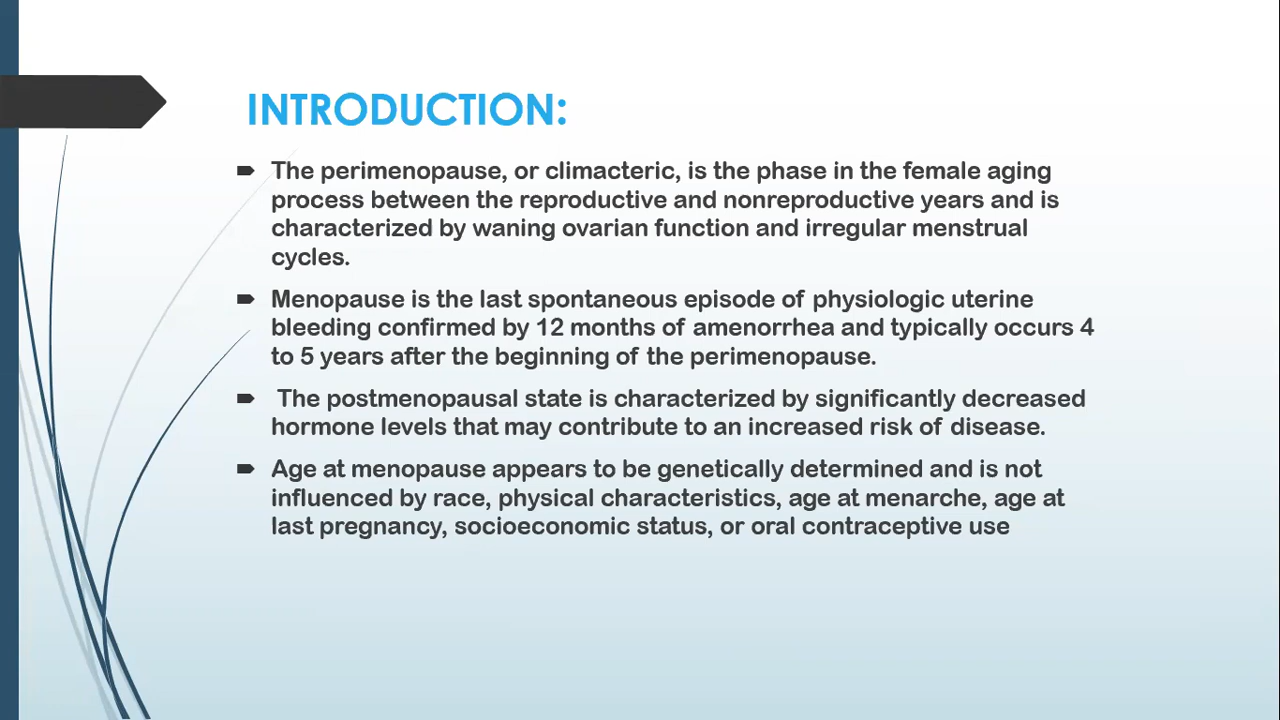 INTRODUCTION:
The perimenopause, or climacteric, is the phase in the female aging
process between the reproductive and nonreproductive years and is
characterized by waning ovarian function and irregular menstrual
cycles.
Menopause is the last spontaneous episode of physiologic uterine
bleeding confirmed by 12 months of amenorrhea and typically occurs 4
to 5 years after the beginning of the perimenopause.
The postmenopausal state is characterized by significantly decreased
hormone levels that may contribute to an increased risk of disease.
Age at menopause appears to be genetically determined and is not
influenced by race, physical characteristics, age at menarche, age at
last pregnancy, socioeconomic status, or oral contraceptive use